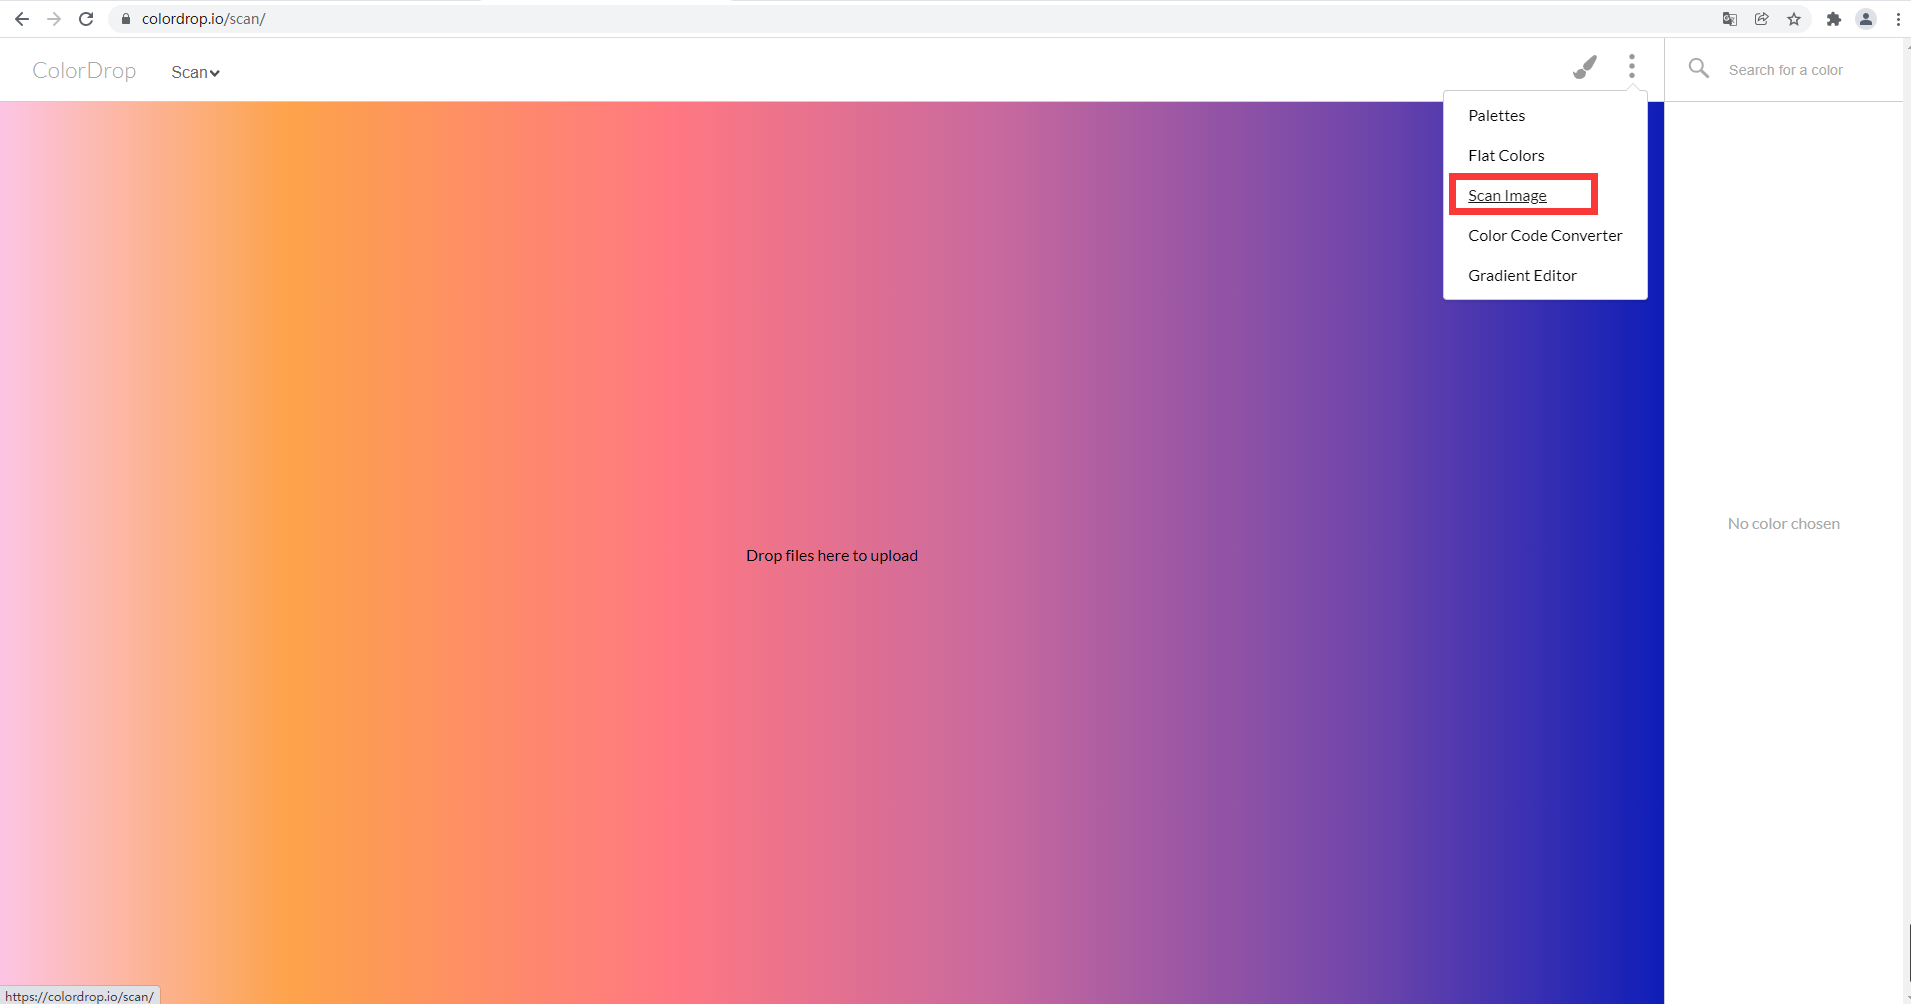 colordrop.io/scan/
ColorDrop
Scan
Search for a color
Palettes
Flat Colors
Scan Image
Color Code Converter
Gradient Editor
No color chosen
Drop files here to upload
https://colordrop.io/scan/